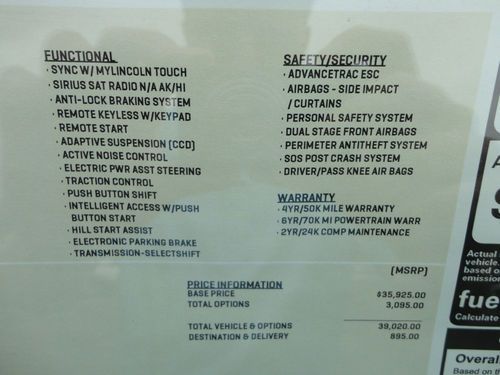 FUNCTIONAL
· SYNC W/ MYLINCOLN TOUCH
· SIRIUS SAT RADIO N/A AK/HI
· ANTI-LOCK BRAKING SYSTEM
· REMOTE KEYLESS W/KEYPAD
· REMOTE START
· ADAPTIVE SUSPENSION (CCD)
· ACTIVE NOISE CONTROL
· ELECTRIC PWR ASST STEERING
· TRACTION CONTROL
· PUSH BUTTON SHIFT
· INTELLIGENT ACCESS W/PUSH
BUTTON START
· HILL START ASSIST
· ELECTRONIC PARKING BRAKE
· TRANSMISSION-SELECTSHIFT
SAFETY/SECURITY
· ADVANCETRAC ESC
· AIRBAGS - SIDE IMPACT
/CURTAINS
· PERSONAL SAFETY SYSTEM
· DUAL STAGE FRONT AIRBAGS
· PERIMETER ANTITHEFT SYSTEM
· SOS POST CRASH SYSTEM
· DRIVER/PASS KNEE AIR BAGS
WARRANTY
· 4YR/50K MILE WARRANTY
· 6YR/70K MI POWERTRAIN WARR
· 2YR/24K COMP MAINTENANCE
PRICE INFORMATION (MSRP)
BASE PRICE $35,925.00
TOTAL OPTIONS 3,095.00
TOTAL VEHICLE & OPTIONS 39,020.00
DESTINATION & DELIVERY 895.00
Actual
vehicle.
based o
emission
fue
Calculate
Overal
Based on th